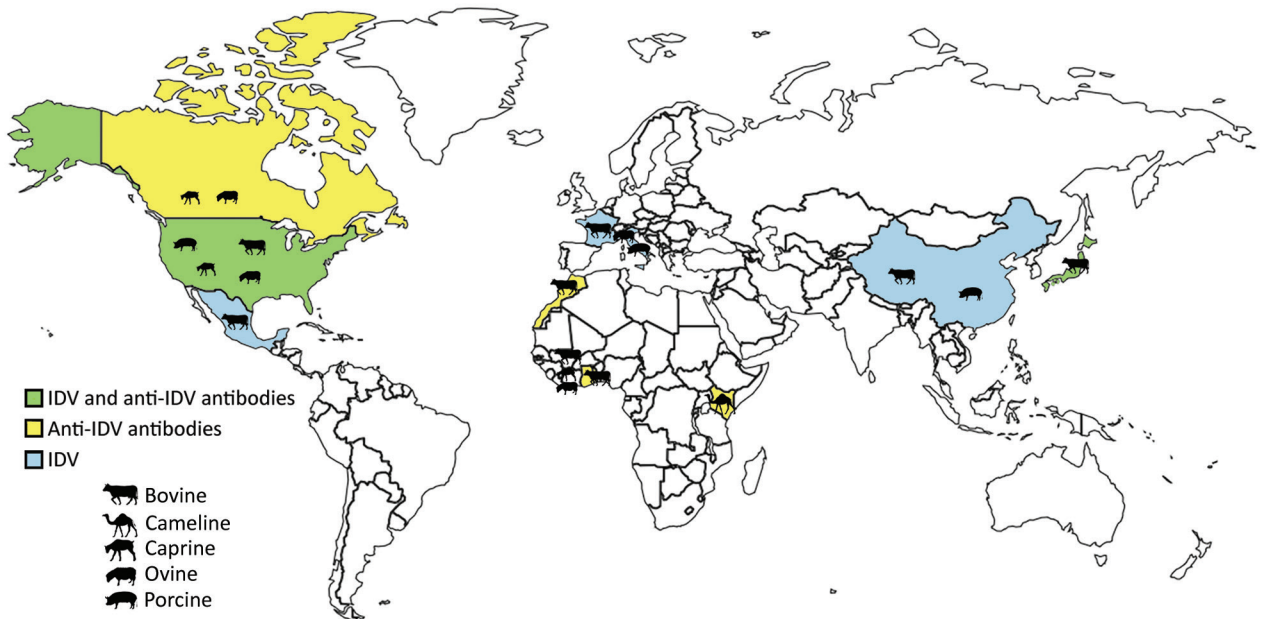 IDV and anti-IDV antibodies
Anti-IDV antibodies
IDV
Bovine
Cameline
Caprine
Ovine
Porcine